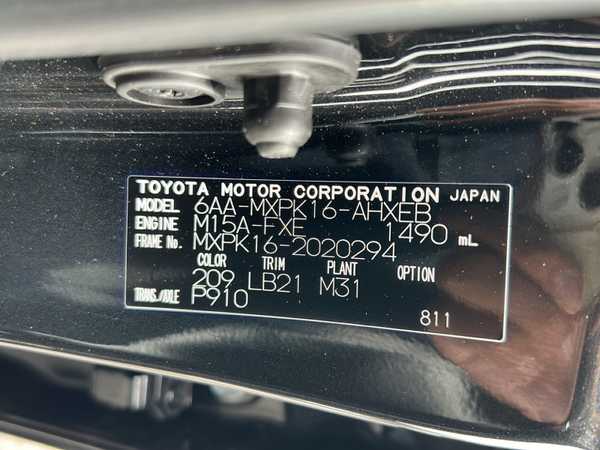 TOYOTA MOTOR CORPORATION JAPAN
MODEL 6AA-MXPK16-AHXEB
ENGINE M15A-FXE 1490 mL
FRAME No. MXPK16-2020294
COLOR TRIM PLANT OPTION
209 LB21 M31
TRANS./AXLE P910
811